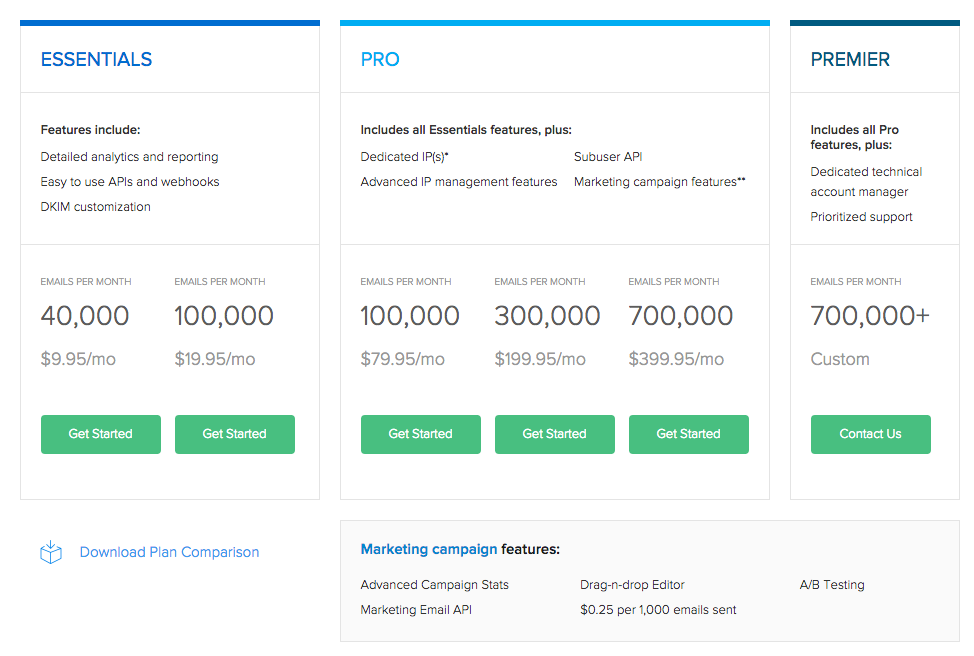 ESSENTIALS
Features include:
Detailed analytics and reporting
Easy to use APIs and webhooks
DKIM customization
EMAILS PER MONTH
40,000
$9.95/mo
Get Started
EMAILS PER MONTH
100,000
$19.95/mo
Get Started
PRO
Includes all Essentials features, plus:
Dedicated IP(s)*
Advanced IP management features
Subuser API
Marketing campaign features**
EMAILS PER MONTH
100,000
$79.95/mo
Get Started
EMAILS PER MONTH
300,000
$199.95/mo
Get Started
EMAILS PER MONTH
700,000
$399.95/mo
Get Started
PREMIER
Includes all Pro
features, plus:
Dedicated technical
account manager
Prioritized support
EMAILS PER MONTH
700,000+
Custom
Contact Us
Download Plan Comparison
Marketing campaign features:
Advanced Campaign Stats
Marketing Email API
Drag-n-drop Editor
$0.25 per 1,000 emails sent
A/B Testing